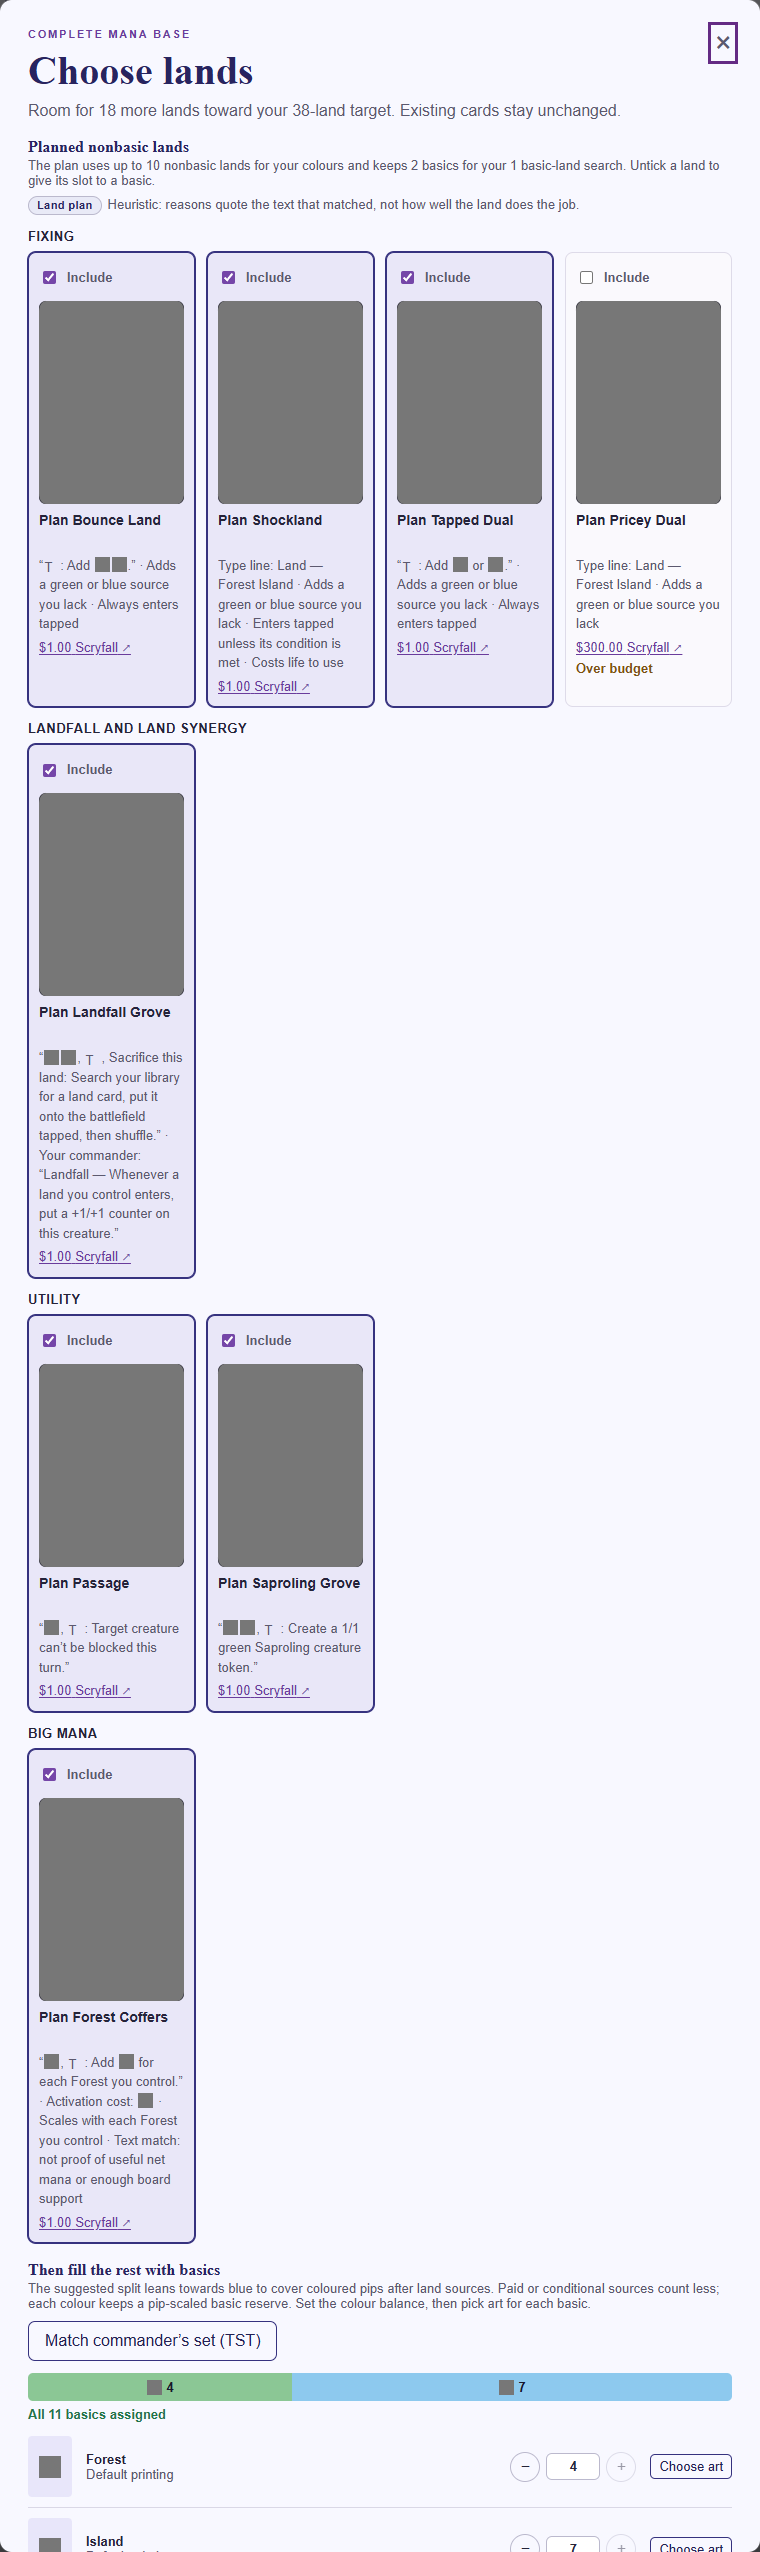 COMPLETE MANA BASE
×
Choose lands
Room for 18 more lands toward your 38-land target. Existing cards stay unchanged.
Planned nonbasic lands
The plan uses up to 10 nonbasic lands for your colours and keeps 2 basics for your 1 basic-land search. Untick a land to
give its slot to a basic.
Land plan Heuristic: reasons quote the text that matched, not how well the land does the job.
FIXING
Include
Plan Bounce Land
“T : Add .” · Adds
a green or blue source
you lack · Always enters
tapped
$1.00 Scryfall ↗
Include
Plan Shockland
Type line: Land —
Forest Island · Adds a
green or blue source you
lack · Enters tapped
unless its condition is
met · Costs life to use
$1.00 Scryfall ↗
Include
Plan Tapped Dual
“T : Add or .” ·
Adds a green or blue
source you lack · Always
enters tapped
$1.00 Scryfall ↗
Include
Plan Pricey Dual
Type line: Land —
Forest Island · Adds a
green or blue source you
lack
$300.00 Scryfall ↗
Over budget
LANDFALL AND LAND SYNERGY
Include
Plan Landfall Grove
“, T , Sacrifice this
land: Search your library
for a land card, put it
onto the battlefield
tapped, then shuffle.” ·
Your commander:
“Landfall — Whenever a
land you control enters,
put a +1/+1 counter on
this creature.”
$1.00 Scryfall ↗
UTILITY
Include
Plan Passage
“, T : Target creature
can’t be blocked this
turn.”
$1.00 Scryfall ↗
Include
Plan Saproling Grove
“, T : Create a 1/1
green Saproling creature
token.”
$1.00 Scryfall ↗
BIG MANA
Include
Plan Forest Coffers
“, T : Add for
each Forest you control.”
· Activation cost: ·
Scales with each Forest
you control · Text match:
not proof of useful net
mana or enough board
support
$1.00 Scryfall ↗
Then fill the rest with basics
The suggested split leans towards blue to cover coloured pips after land sources. Paid or conditional sources count less;
each colour keeps a pip-scaled basic reserve. Set the colour balance, then pick art for each basic.
Match commander’s set (TST)
4 7
All 11 basics assigned
Forest
Default printing
− 4 + Choose art
Island
− 7 + Choose art